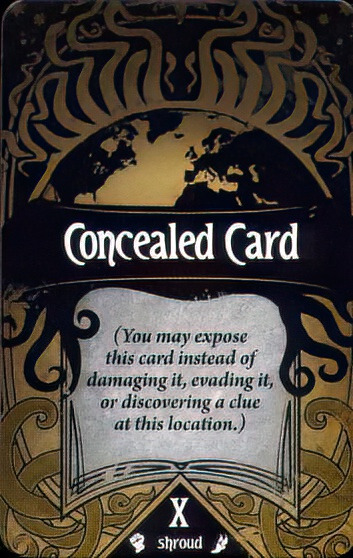 Concealed Card
(You may expose
this card instead of
damaging it, evading it,
or discovering a clue
at this location.)
X
shroud